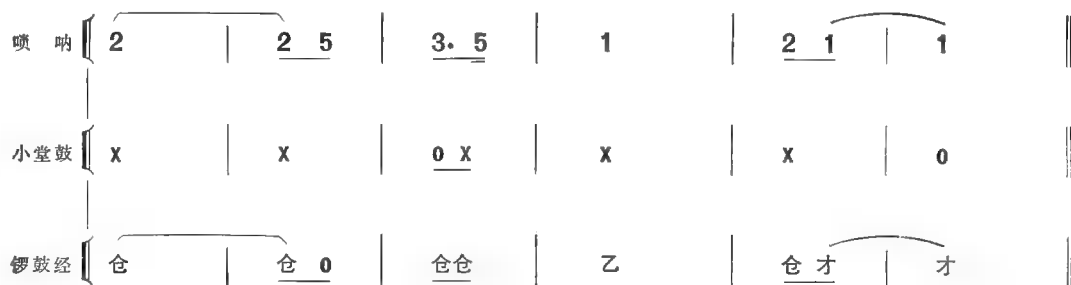 唢呐 2 | 2 5 | 3. 5 | 1 | 2 1 | 1 ‖
小堂鼓 X | X | 0 X | X | X | 0 ‖
锣鼓经 仓 | 仓 0 | 仓仓 | 乙 | 仓 才 | 才 ‖